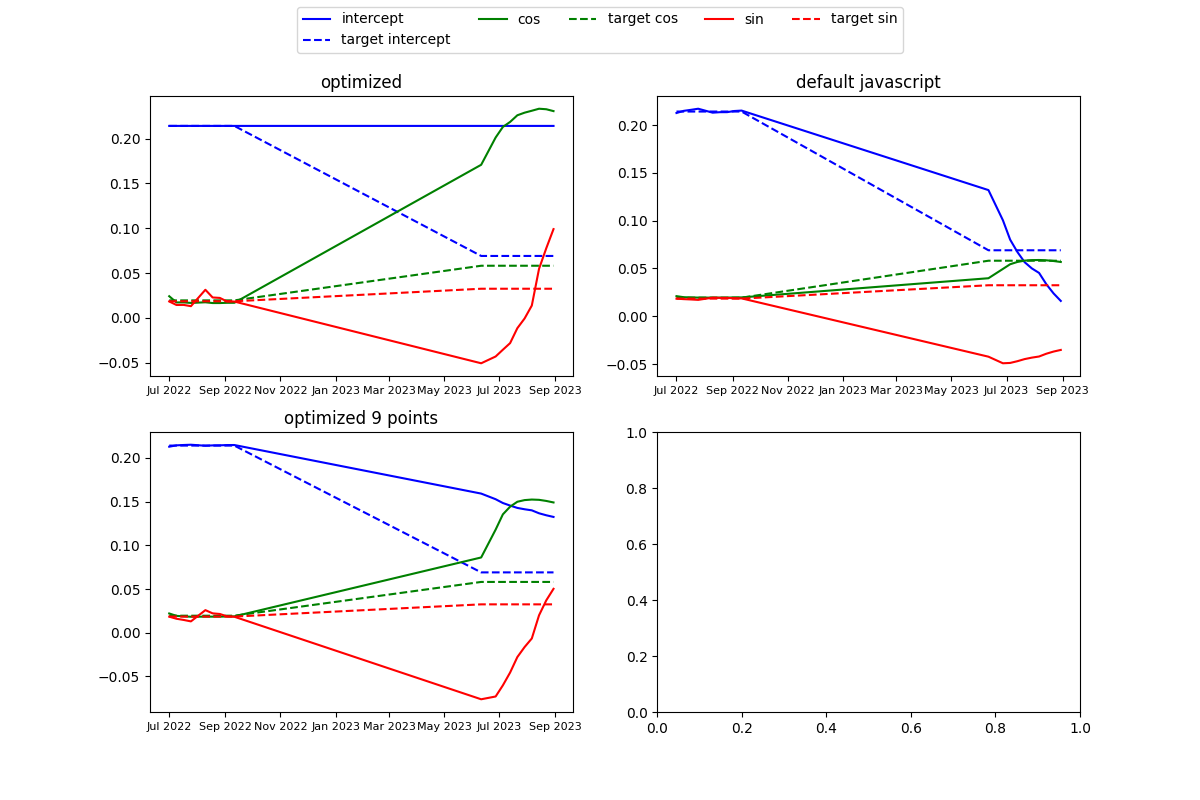 intercept cos target cos sin target sin
target intercept
optimized
0.20
0.15
0.10
0.05
0.00
−0.05
Jul 2022 Sep 2022 Nov 2022 Jan 2023 Mar 2023 May 2023 Jul 2023 Sep 2023
default javascript
0.20
0.15
0.10
0.05
0.00
−0.05
Jul 2022 Sep 2022 Nov 2022 Jan 2023 Mar 2023 May 2023 Jul 2023 Sep 2023
optimized 9 points
0.20
0.15
0.10
0.05
0.00
−0.05
Jul 2022 Sep 2022 Nov 2022 Jan 2023 Mar 2023 May 2023 Jul 2023 Sep 2023
1.0
0.8
0.6
0.4
0.2
0.0
0.0 0.2 0.4 0.6 0.8 1.0